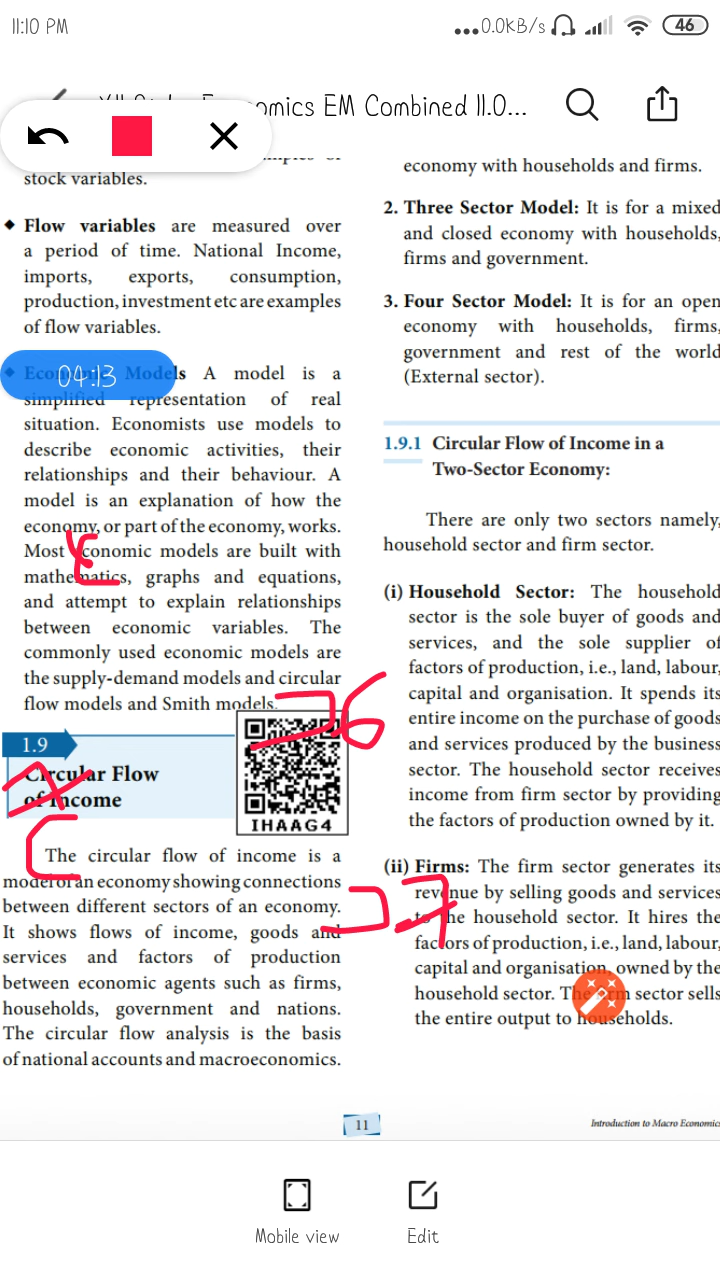 11:10 PM
...0.0KB/s
46
omics EM Combined 11.0...
stock variables.
◆ Flow variables are measured over
a period of time. National Income,
imports, exports, consumption,
production, investment etc are examples
of flow variables.
04:13
Models A model is a
simplified representation of real
situation. Economists use models to
describe economic activities, their
relationships and their behaviour. A
model is an explanation of how the
economy, or part of the economy, works.
Most economic models are built with
mathematics, graphs and equations,
and attempt to explain relationships
between economic variables. The
commonly used economic models are
the supply-demand models and circular
flow models and Smith models.
6
1.9
Circular Flow
of Income
IHAAG4
The circular flow of income is a
model of an economy showing connections
between different sectors of an economy.
It shows flows of income, goods and
services and factors of production
between economic agents such as firms,
households, government and nations.
The circular flow analysis is the basis
of national accounts and macroeconomics.
economy with households and firms.
2. Three Sector Model: It is for a mixed
and closed economy with households,
firms and government.
3. Four Sector Model: It is for an open
economy with households, firms,
government and rest of the world
(External sector).
1.9.1 Circular Flow of Income in a
Two-Sector Economy:
There are only two sectors namely,
household sector and firm sector.
(i) Household Sector: The household
sector is the sole buyer of goods and
services, and the sole supplier of
factors of production, i.e., land, labour,
capital and organisation. It spends its
entire income on the purchase of goods
and services produced by the business
sector. The household sector receives
income from firm sector by providing
the factors of production owned by it.
(ii) Firms: The firm sector generates its
revenue by selling goods and services
to the household sector. It hires the
factors of production, i.e., land, labour,
capital and organisation, owned by the
household sector. The firm sector sells
the entire output to households.
7
11
Introduction to Macro Economic
Mobile view
Edit